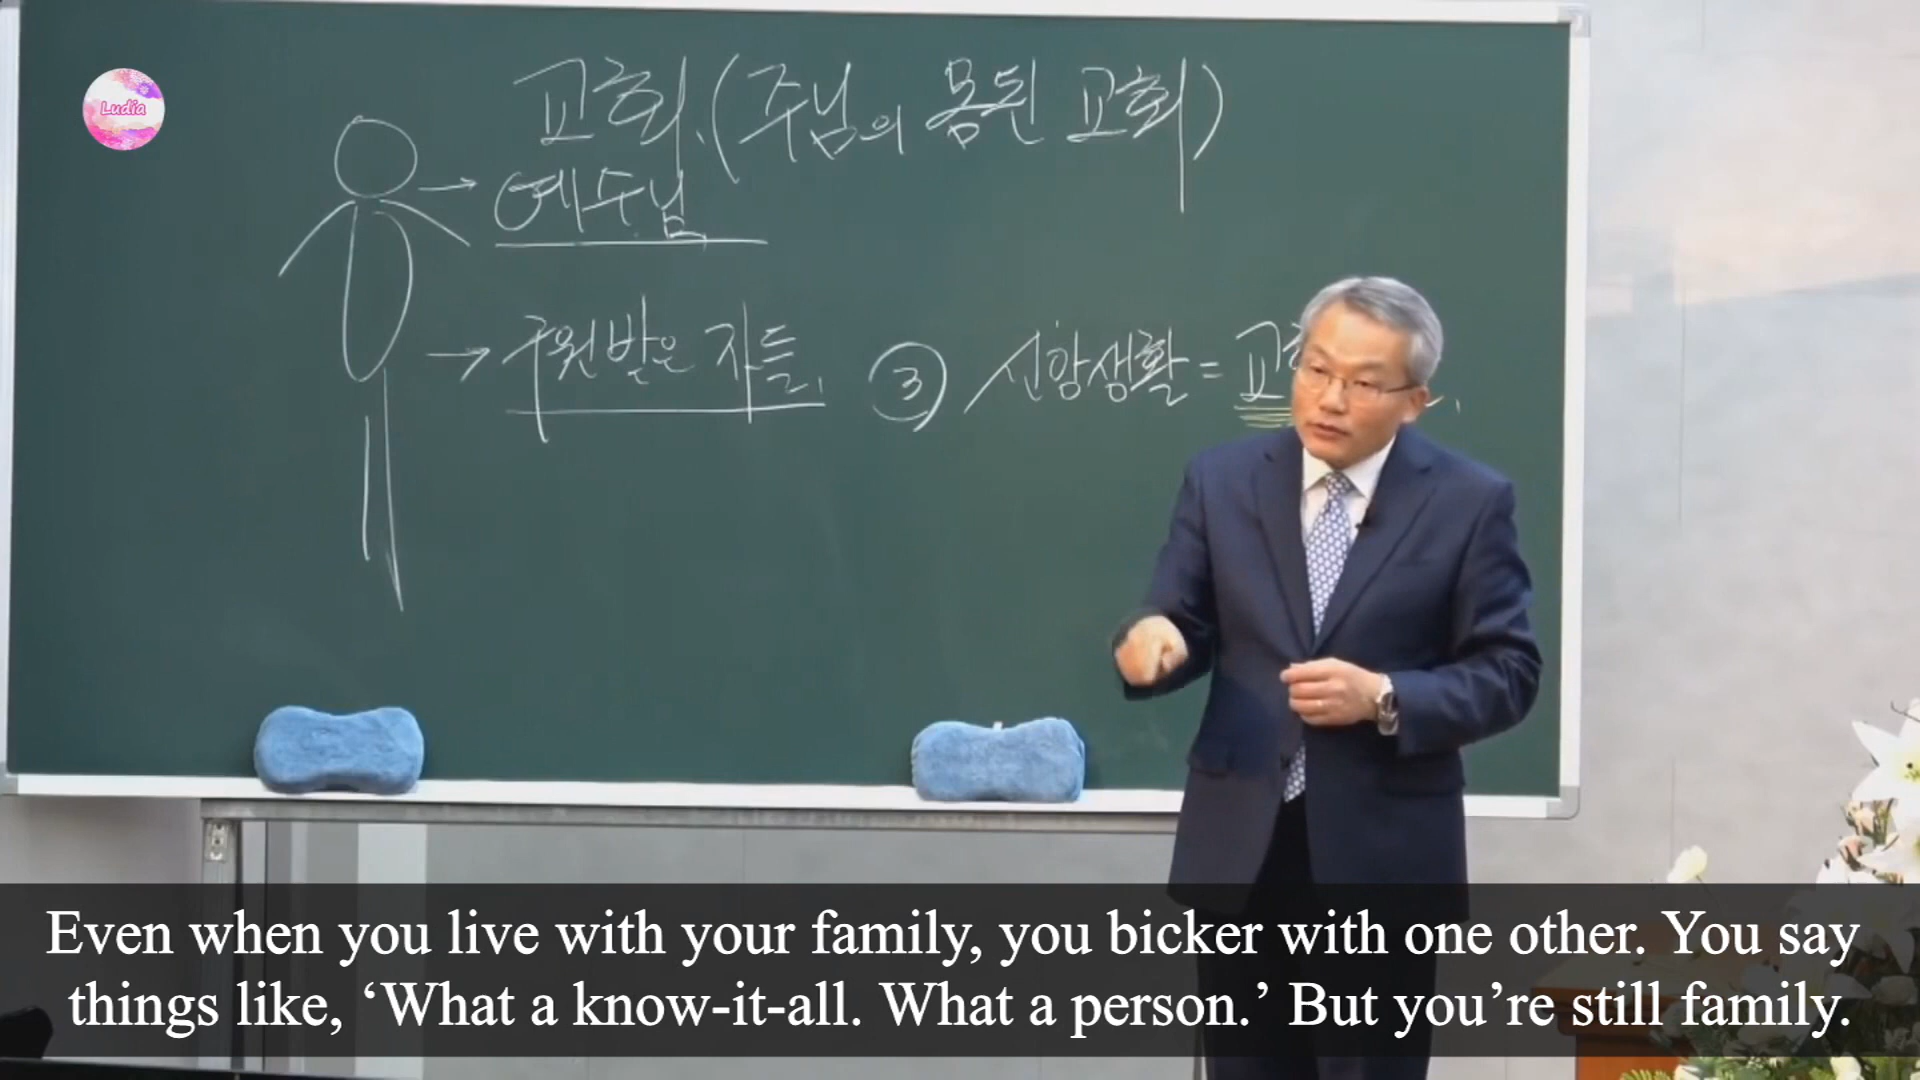 Ludia
교회.(주님의 몸된 교회)
예수님
구원받은 자들.
③ 신앙생활 = 교
Even when you live with your family, you bicker with one other. You say
things like, ‘What a know-it-all. What a person.’ But you’re still family.